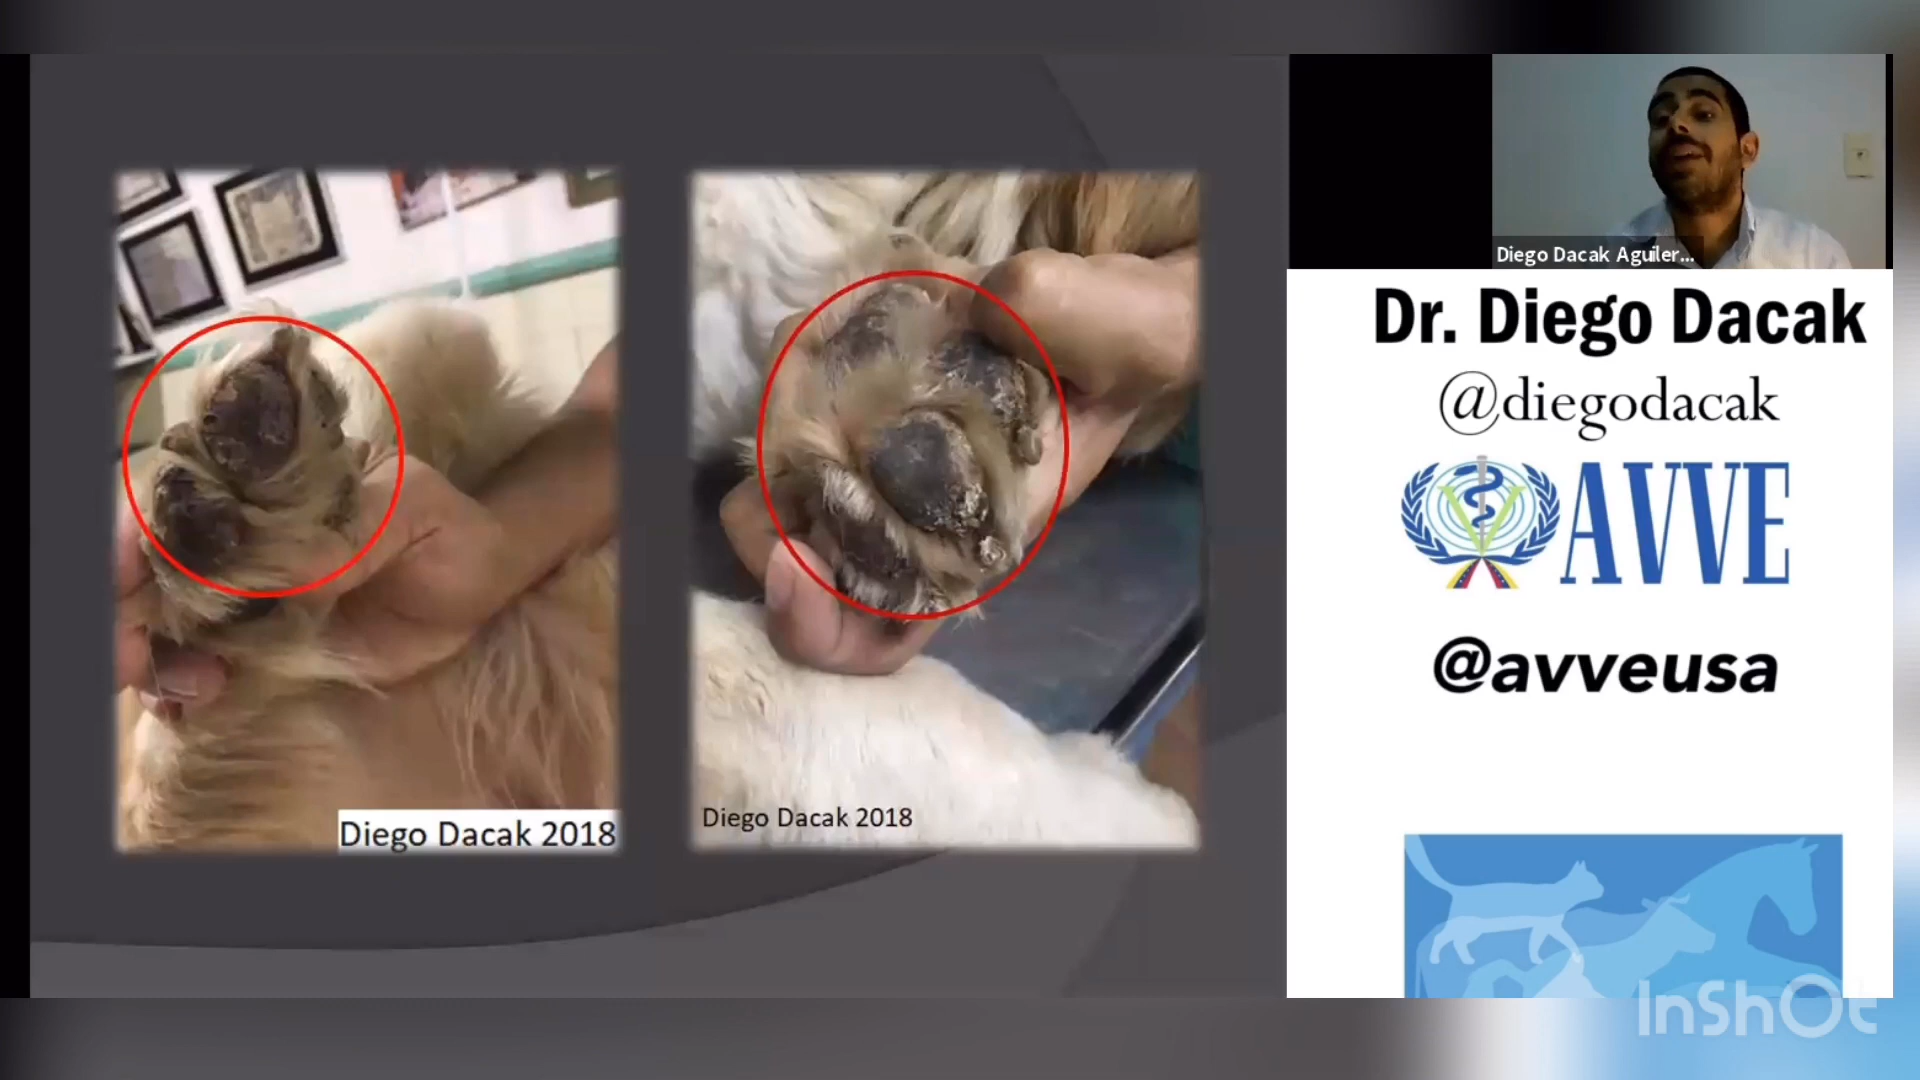 Diego Dacak 2018
Diego Dacak 2018
Diego Dacak Aguiler...
Dr. Diego Dacak
@diegodacak
AVVE
@avveusa
InShOt